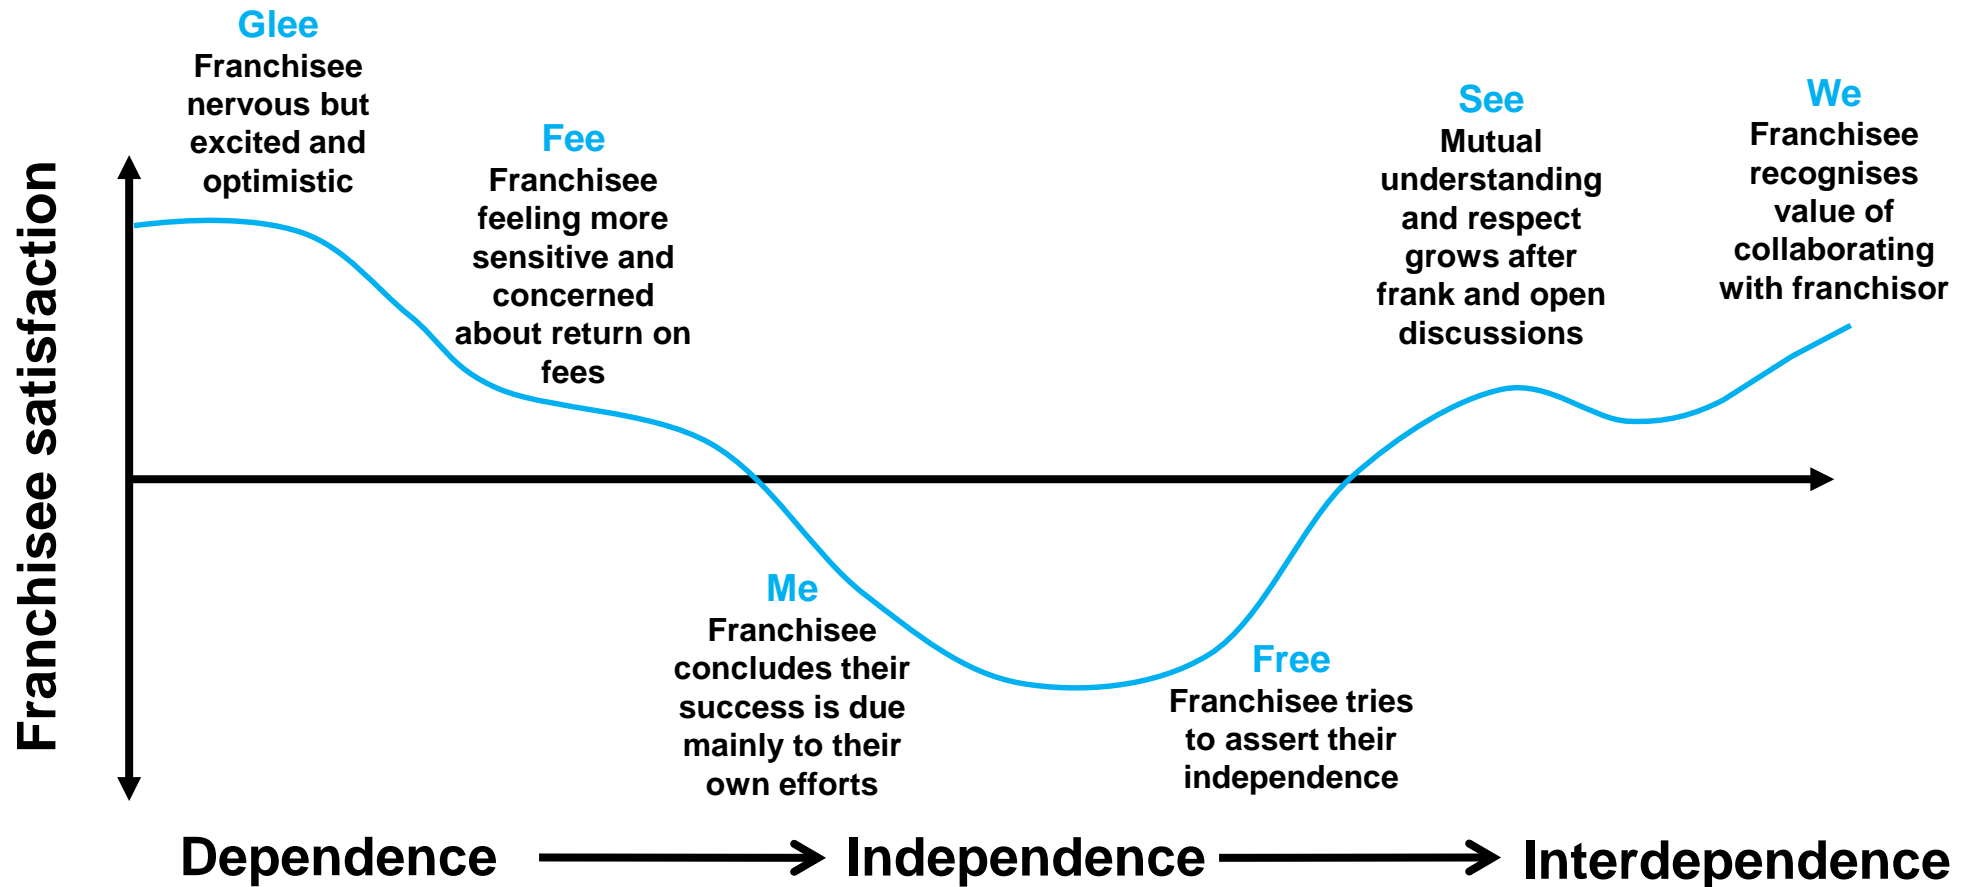 Glee
Franchisee
nervous but
excited and
optimistic
Fee
Franchisee
feeling more
sensitive and
concerned
about return on
fees
See
Mutual
understanding
and respect
grows after
frank and open
discussions
We
Franchisee
recognises
value of
collaborating
with franchisor
Franchisee satisfaction
Me
Franchisee
concludes their
success is due
mainly to their
own efforts
Free
Franchisee tries
to assert their
independence
Dependence
Independence
Interdependence